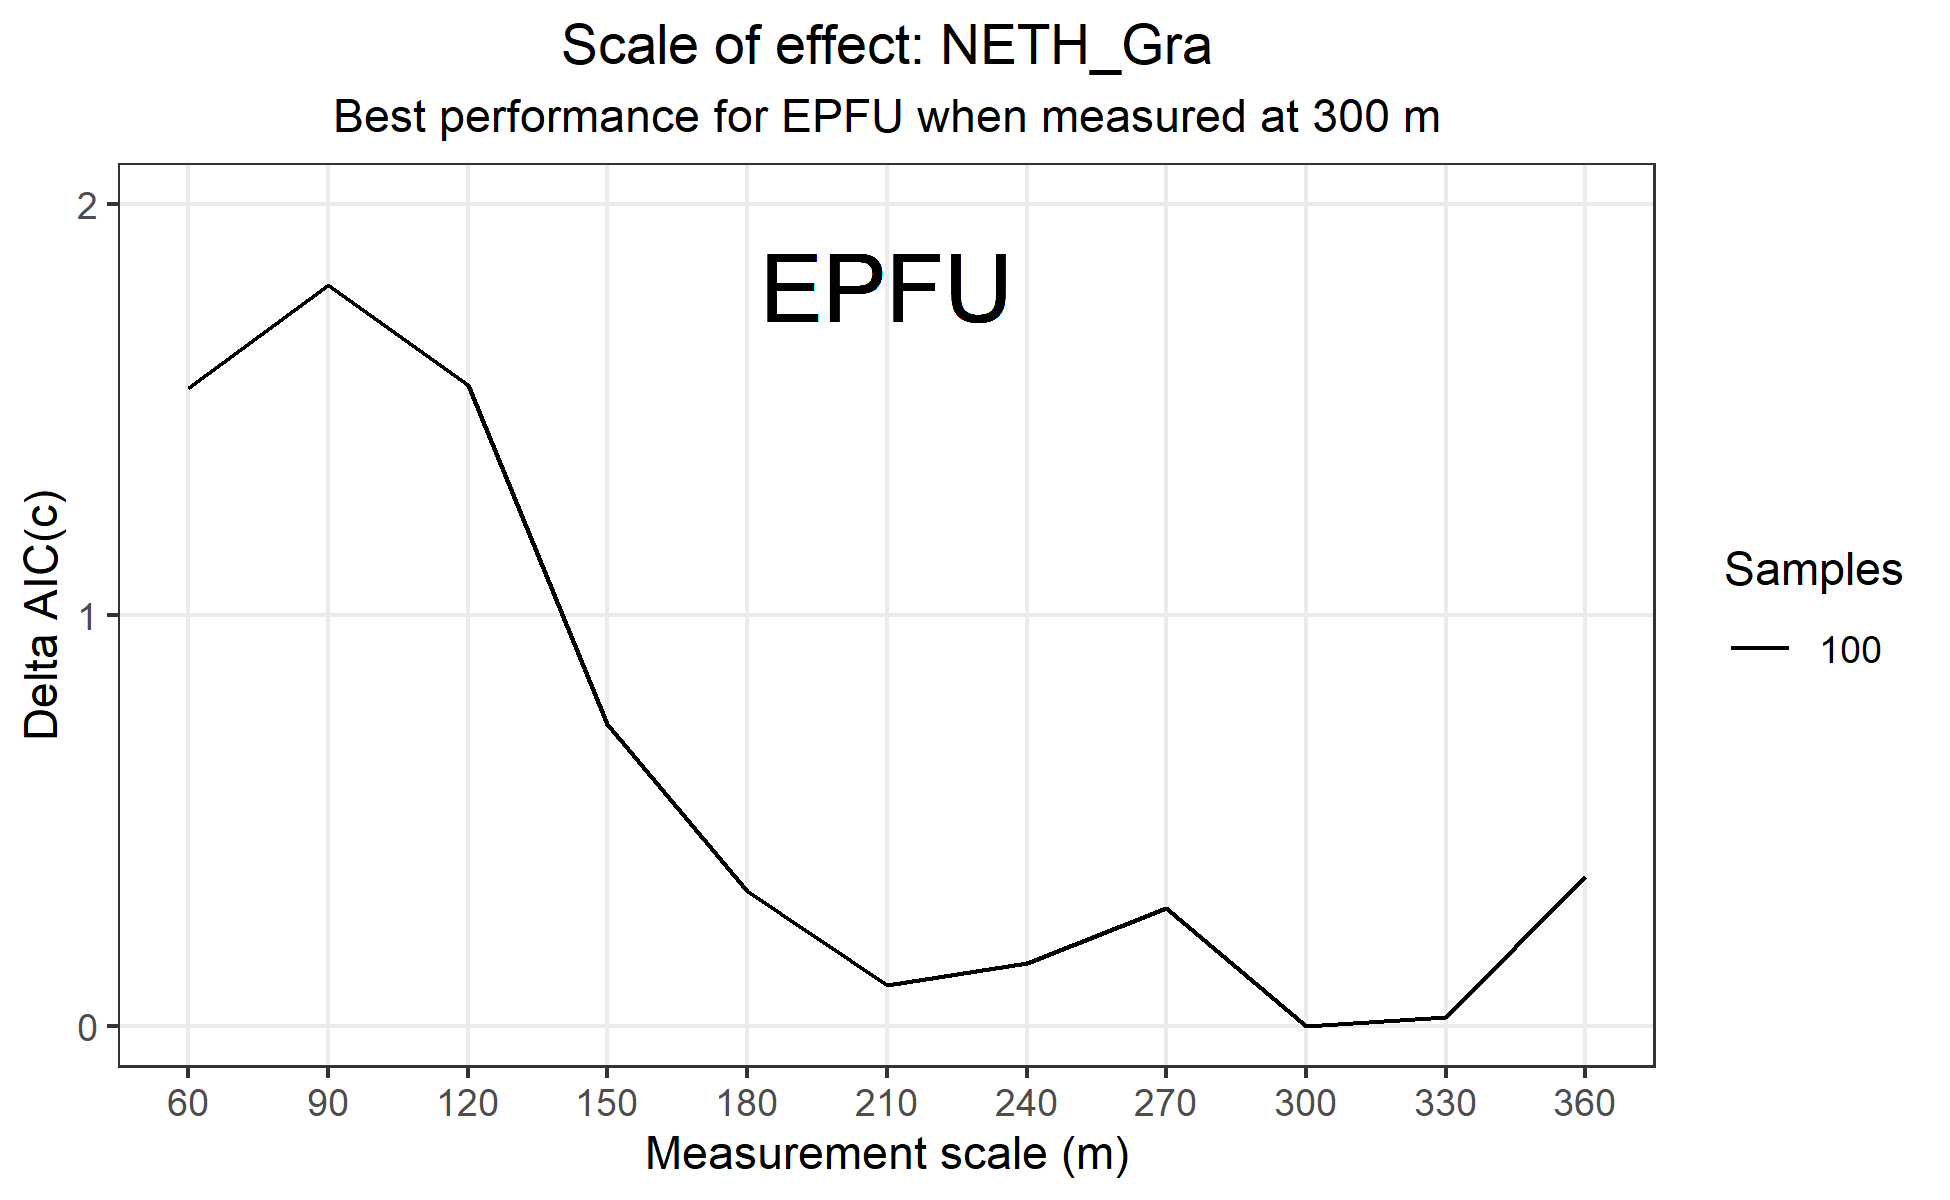 Scale of effect: NETH_Gra
Best performance for EPFU when measured at 300 m
EPFU
Delta AIC(c)
2
1
0
60 90 120 150 180 210 240 270 300 330 360
Measurement scale (m)
Samples
100